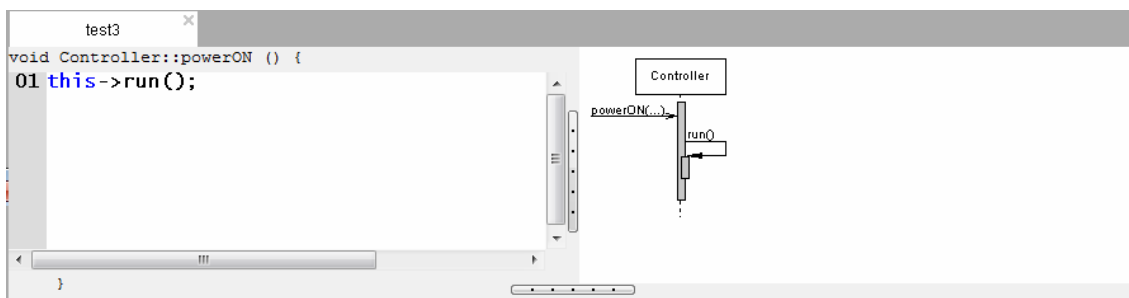 test3
void Controller::powerON () {
01 this->run();
}
Controller
powerON(...)
run()